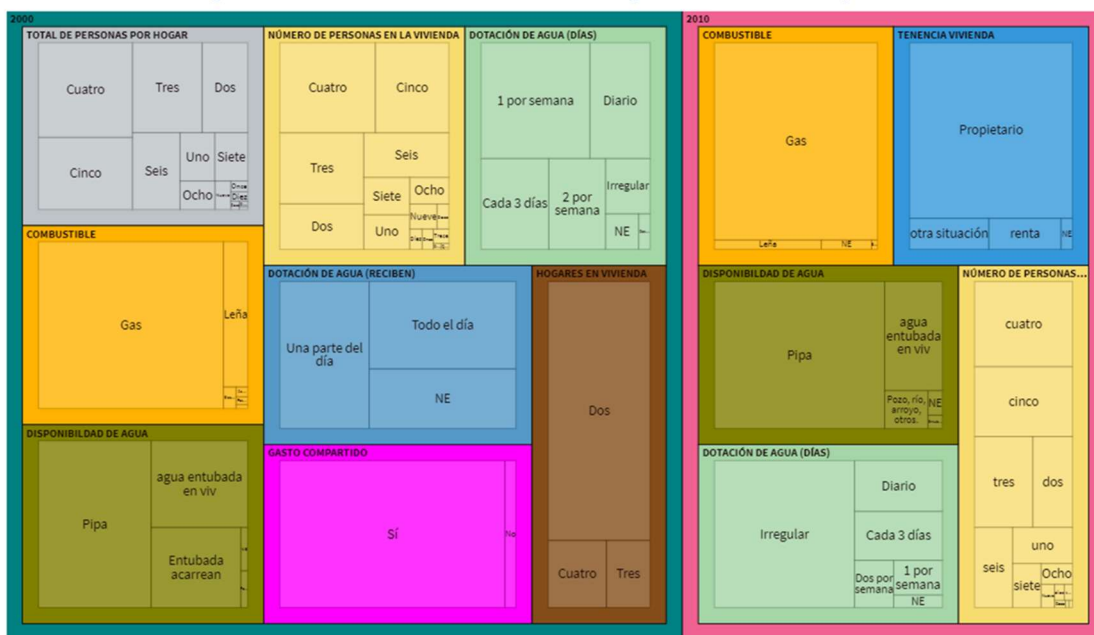 2000
TOTAL DE PERSONAS POR HOGAR
Cuatro
Tres
Dos
Cinco
Seis
Uno
Siete
Ocho
Once
Diez
NÚMERO DE PERSONAS EN LA VIVIENDA
Cuatro
Cinco
Tres
Seis
Siete
Ocho
Dos
Uno
Nueve
DOTACIÓN DE AGUA (DÍAS)
1 por semana
Diario
Cada 3 días
2 por
semana
Irregular
NE
COMBUSTIBLE
Gas
Leña
DOTACIÓN DE AGUA (RECIBEN)
Una parte del
día
Todo el día
NE
HOGARES EN VIVIENDA
Dos
Cuatro
Tres
DISPONIBILDAD DE AGUA
Pipa
agua entubada
en viv
Entubada
acarrean
GASTO COMPARTIDO
Sí
No
2010
COMBUSTIBLE
Gas
Leña
NE
TENENCIA VIVIENDA
Propietario
otra situación
renta
NE
DISPONIBILDAD DE AGUA
Pipa
agua
entubada
en viv
Pozo, río,
arroyo,
otros.
NE
NÚMERO DE PERSONAS...
cuatro
cinco
tres
dos
seis
uno
siete
Ocho
DOTACIÓN DE AGUA (DÍAS)
Irregular
Diario
Cada 3 días
Dos por
semana
1 por
semana
NE